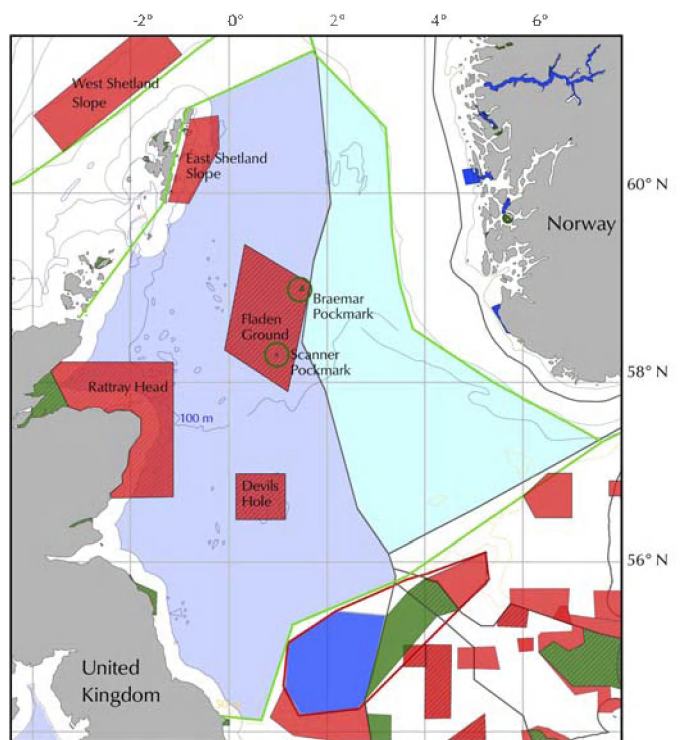 -2° 0° 2° 4° 6°
West Shetland
Slope
East Shetland
Slope
60° N
Norway
Braemar
Pockmark
Fladen
Ground
Scanner
Pockmark
58° N
Rattray Head
100 m
Devils
Hole
56° N
United
Kingdom